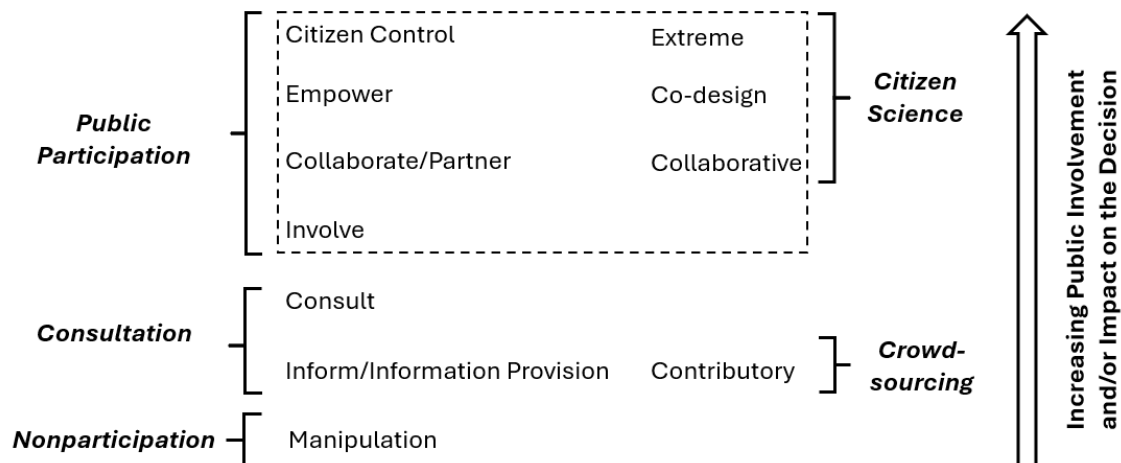 Citizen Control
Extreme
Citizen
Science
Empower
Co-design
Public
Participation
Collaborate/Partner
Collaborative
Involve
Consult
Consultation
Inform/Information Provision
Contributory
Crowd-
sourcing
Nonparticipation
Manipulation
Increasing Public Involvement
and/or Impact on the Decision